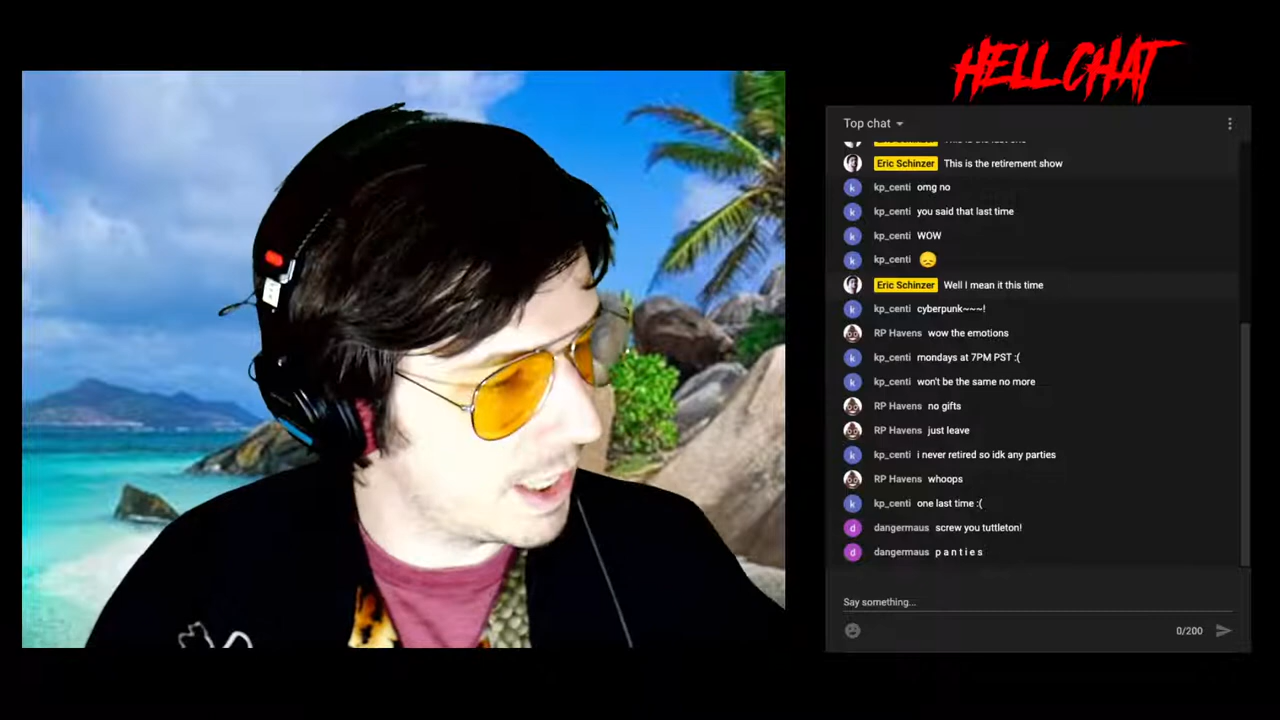 HELL CHAT
Top chat
Eric Schinzer This is the retirement show
kp_centi omg no
kp_centi you said that last time
kp_centi WOW
kp_centi 😞
Eric Schinzer Well I mean it this time
kp_centi cyberpunk~~~!
RP Havens wow the emotions
kp_centi mondays at 7PM PST :(
kp_centi won't be the same no more
RP Havens no gifts
RP Havens just leave
kp_centi i never retired so idk any parties
RP Havens whoops
kp_centi one last time :(
dangermaus screw you tuttleton!
dangermaus p a n t i e s
Say something...
0/200